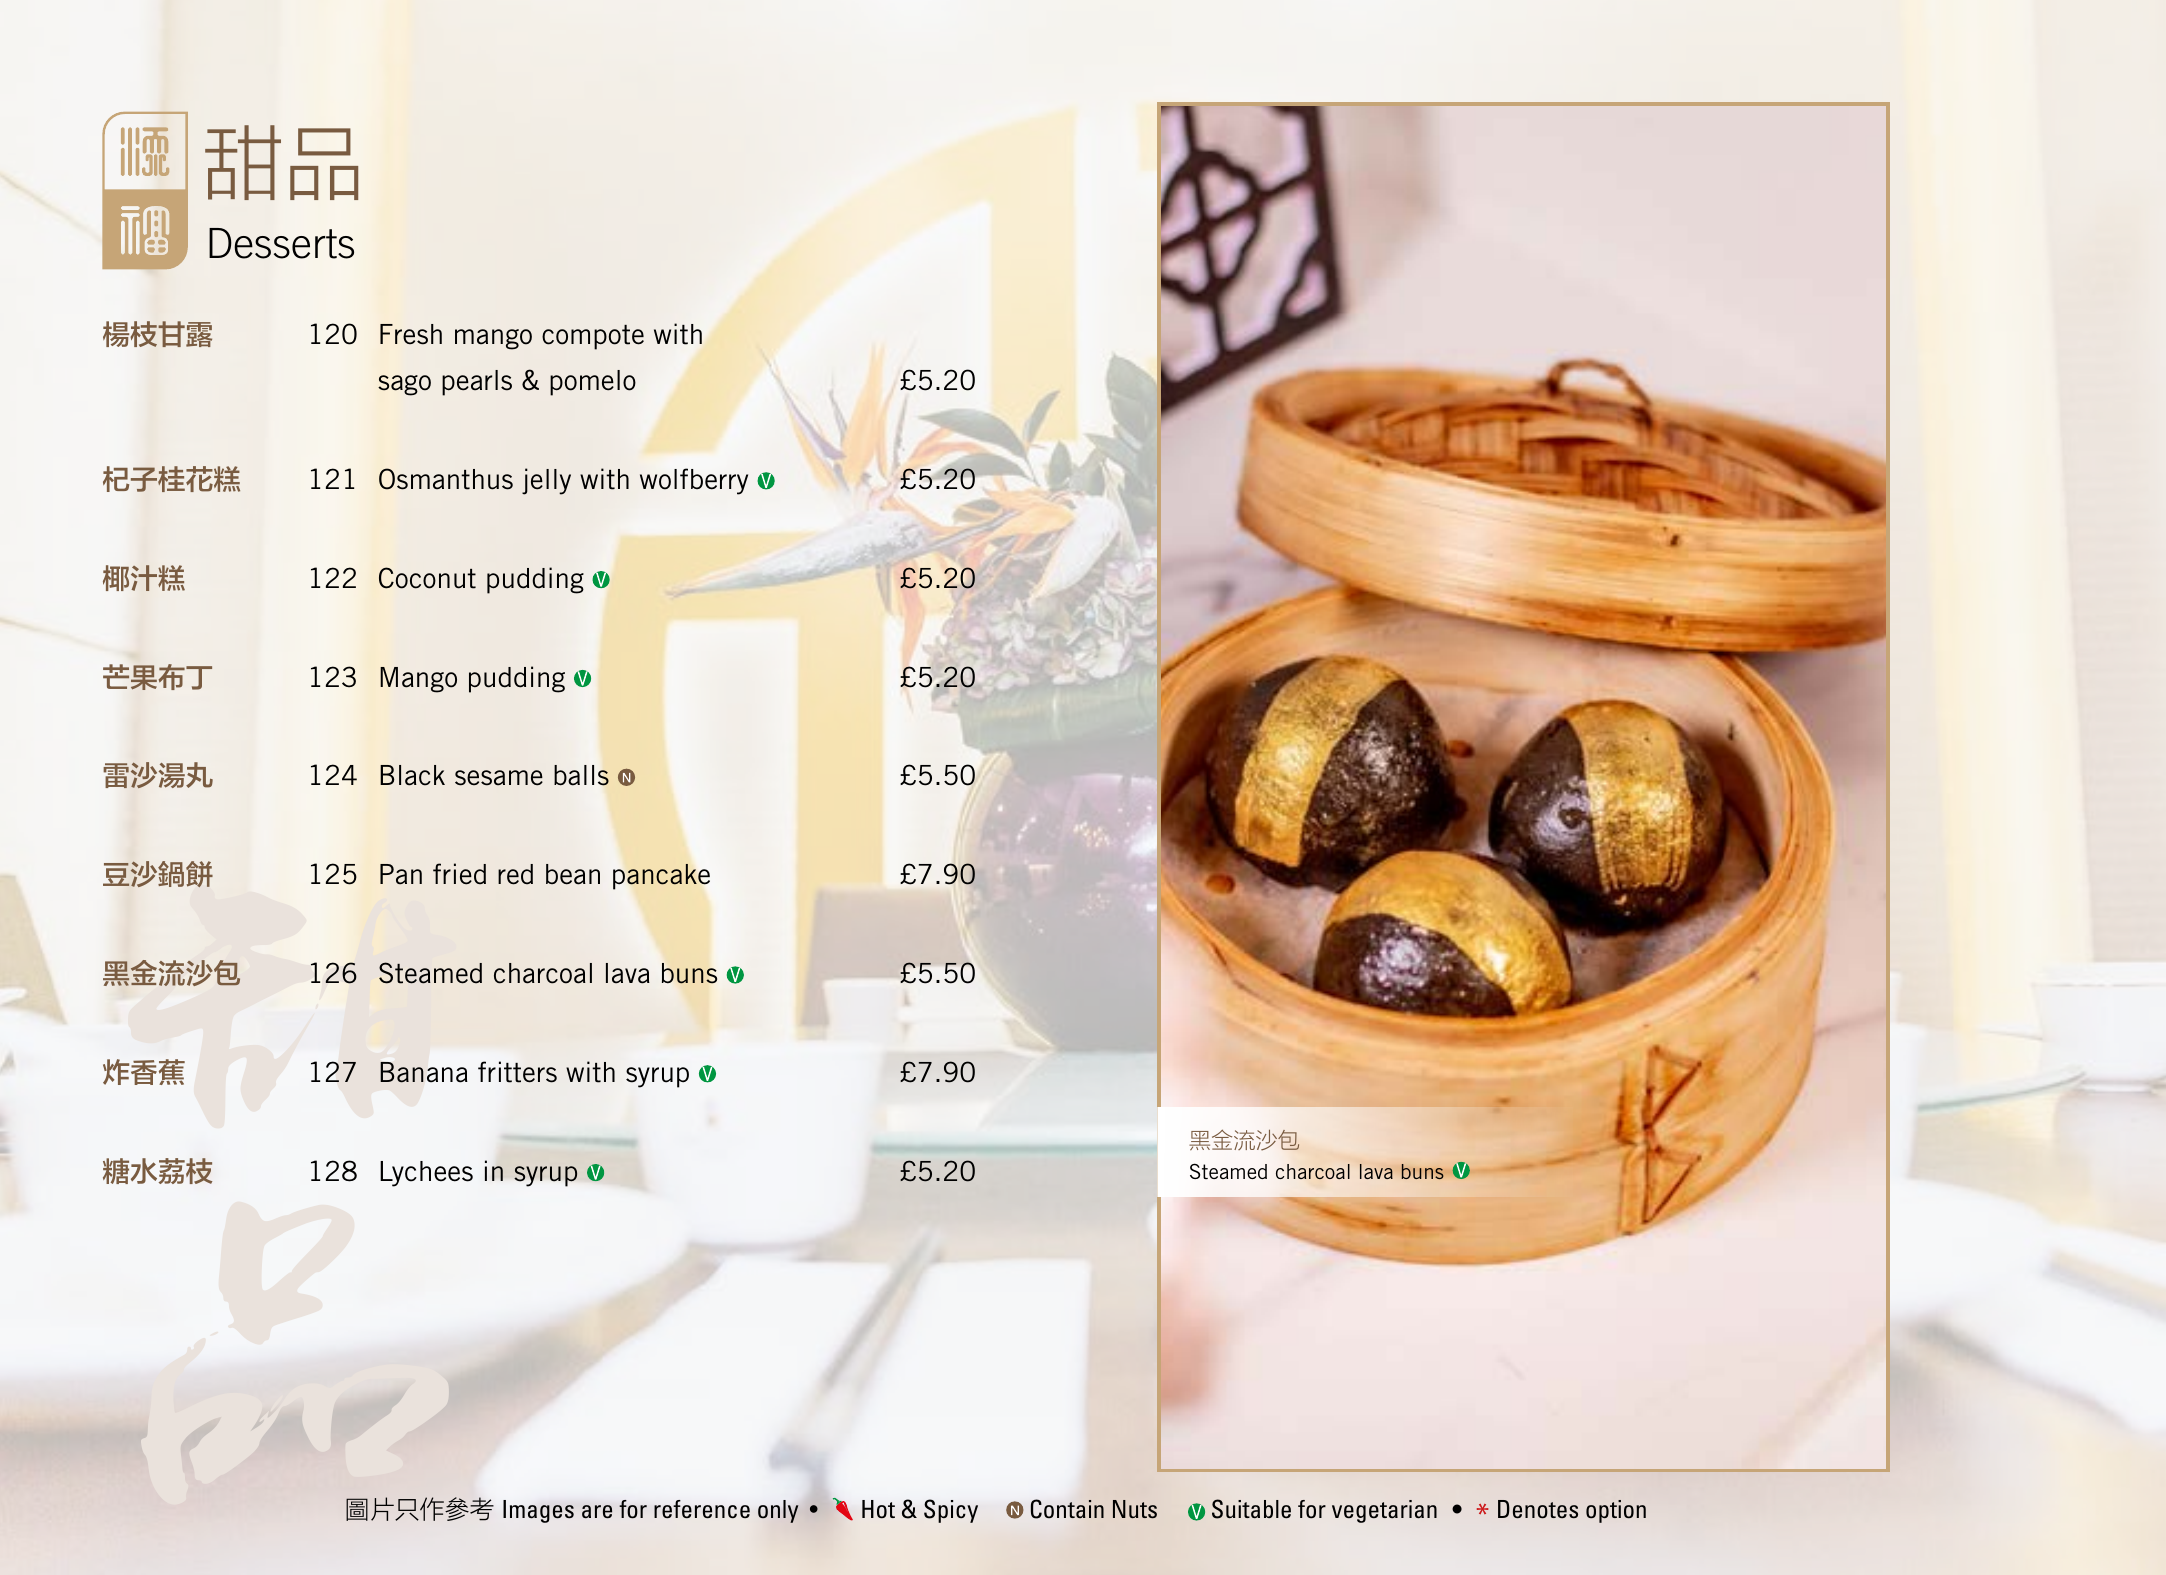 甜品
Desserts
楊枝甘露 120 Fresh mango compote with
sago pearls & pomelo £5.20
杞子桂花糕 121 Osmanthus jelly with wolfberry V £5.20
椰汁糕 122 Coconut pudding V £5.20
芒果布丁 123 Mango pudding V £5.20
雷沙湯丸 124 Black sesame balls N £5.50
豆沙鍋餅 125 Pan fried red bean pancake £7.90
黑金流沙包 126 Steamed charcoal lava buns V £5.50
炸香蕉 127 Banana fritters with syrup V £7.90
糖水荔枝 128 Lychees in syrup V £5.20
甜品
黑金流沙包
Steamed charcoal lava buns V
圖片只作參考 Images are for reference only • Hot & Spicy N Contain Nuts V Suitable for vegetarian • * Denotes option